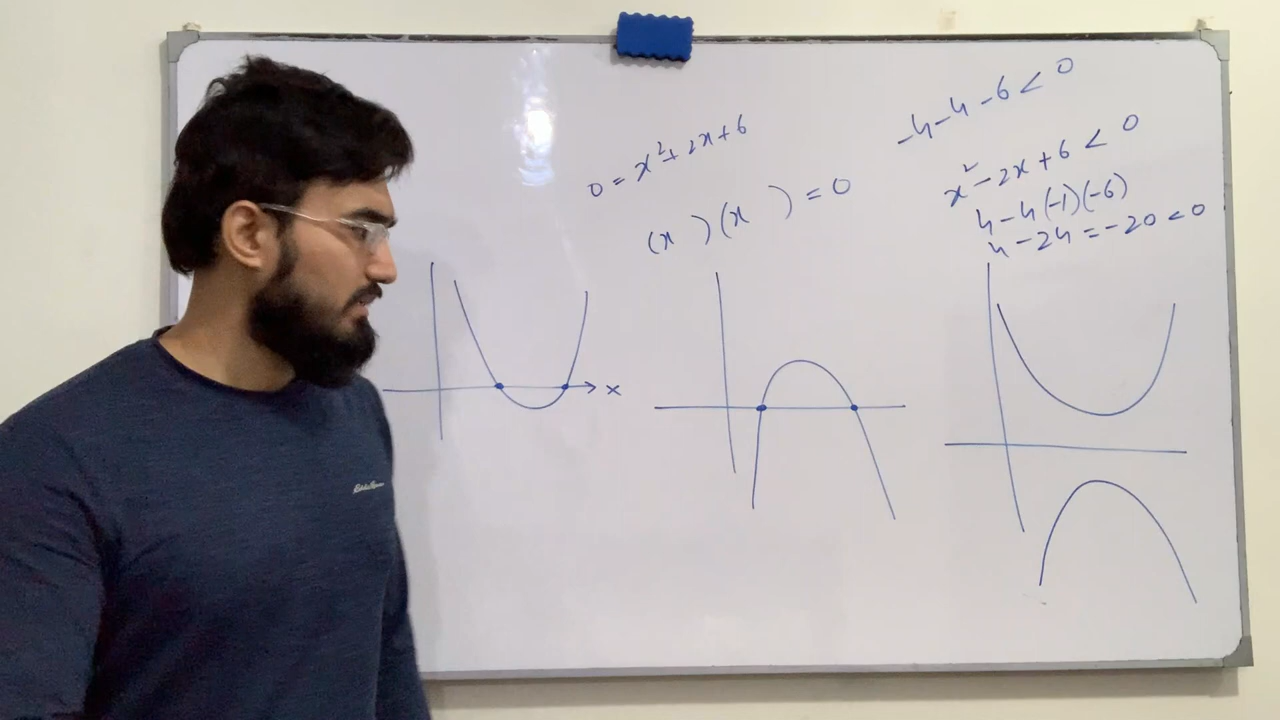 0 = x² + 2x + 6
(x   )(x   ) = 0
x
-4 - 4 - 6 < 0
x² - 2x + 6 < 0
4 - 4(-1)(-6)
4 - 24 = -20 < 0